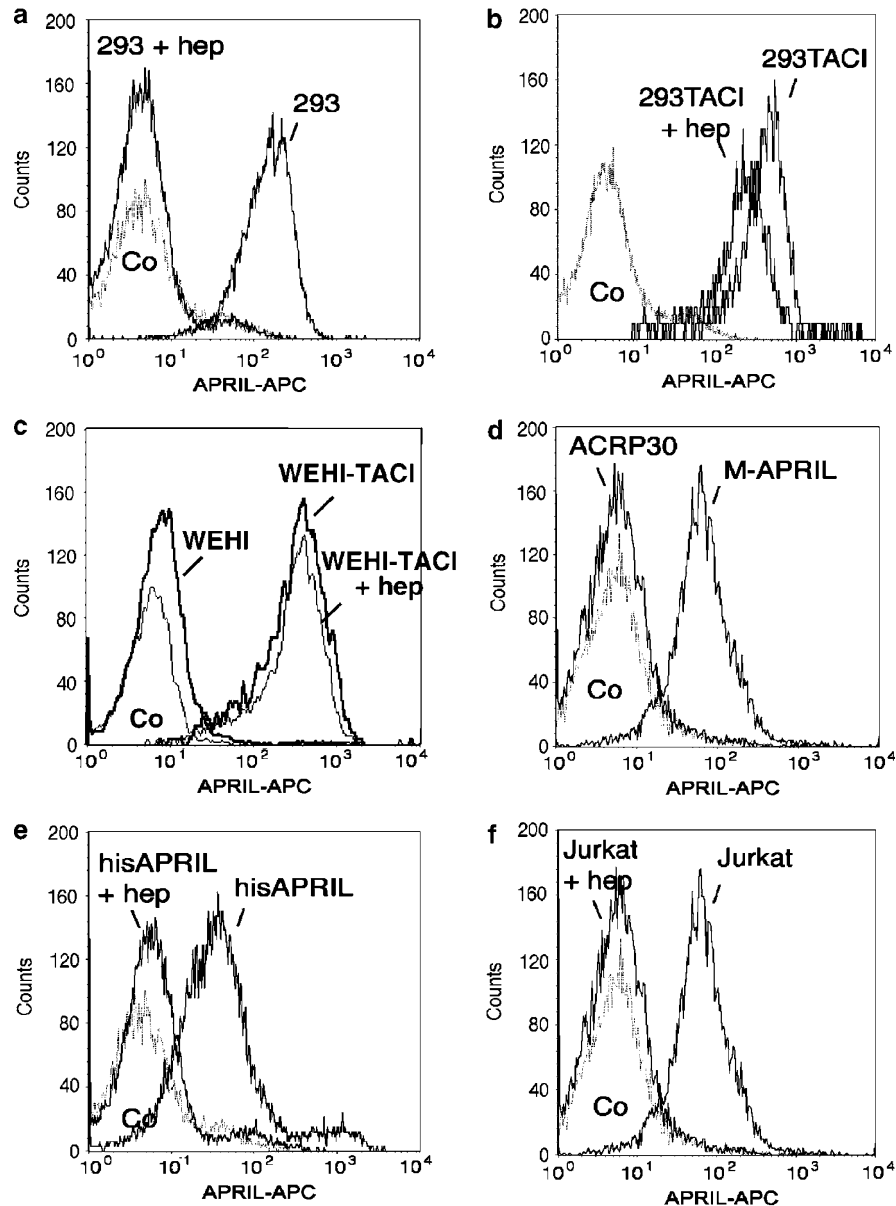 a
200
160
120
80
40
0
Counts
293 + hep
293
Co
10^0 10^1 10^2 10^3 10^4
APRIL-APC
b
200
160
120
80
40
0
Counts
293TACI
293TACI
+ hep
Co
10^0 10^1 10^2 10^3 10^4
APRIL-APC
c
200
160
120
80
40
0
Counts
WEHI-TACI
WEHI
WEHI-TACI
+ hep
Co
10^0 10^1 10^2 10^3 10^4
APRIL-APC
d
200
160
120
80
40
0
Counts
ACRP30
M-APRIL
Co
10^0 10^1 10^2 10^3 10^4
APRIL-APC
e
200
160
120
80
40
0
Counts
hisAPRIL
+ hep
hisAPRIL
Co
10^0 10^1 10^2 10^3 10^4
APRIL-APC
f
200
160
120
80
40
0
Counts
Jurkat
+ hep
Jurkat
Co
10^0 10^1 10^2 10^3 10^4
APRIL-APC